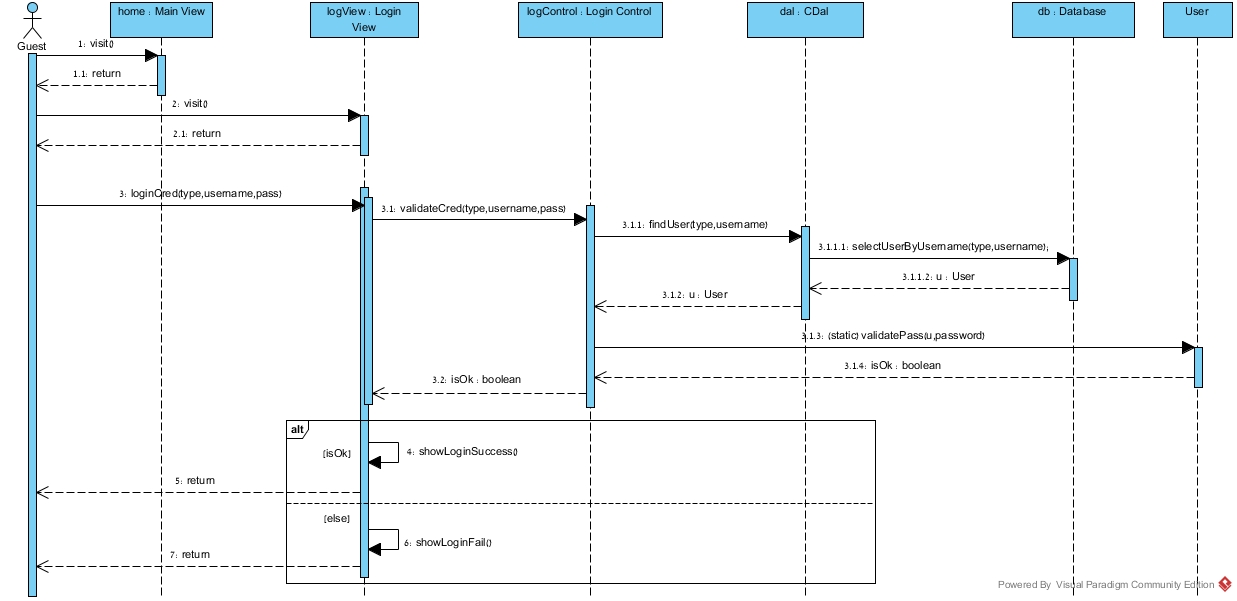 home : Main View
logView : Login
View
logControl : Login Control
dal : CDal
db : Database
User
Guest
1: visit()
1.1: return
2: visit()
2.1: return
3: loginCred(type,username,pass)
3.1: validateCred(type,username,pass)
3.1.1: findUser(type,username)
3.1.1.1: selectUserByUsername(type,username);
3.1.1.2: u : User
3.1.2: u : User
3.1.3: (static) validatePass(u,password)
3.1.4: isOk : boolean
3.2: isOk : boolean
alt
[isOk]
4: showLoginSuccess()
5: return
[else]
6: showLoginFail()
7: return
Powered By Visual Paradigm Community Edition